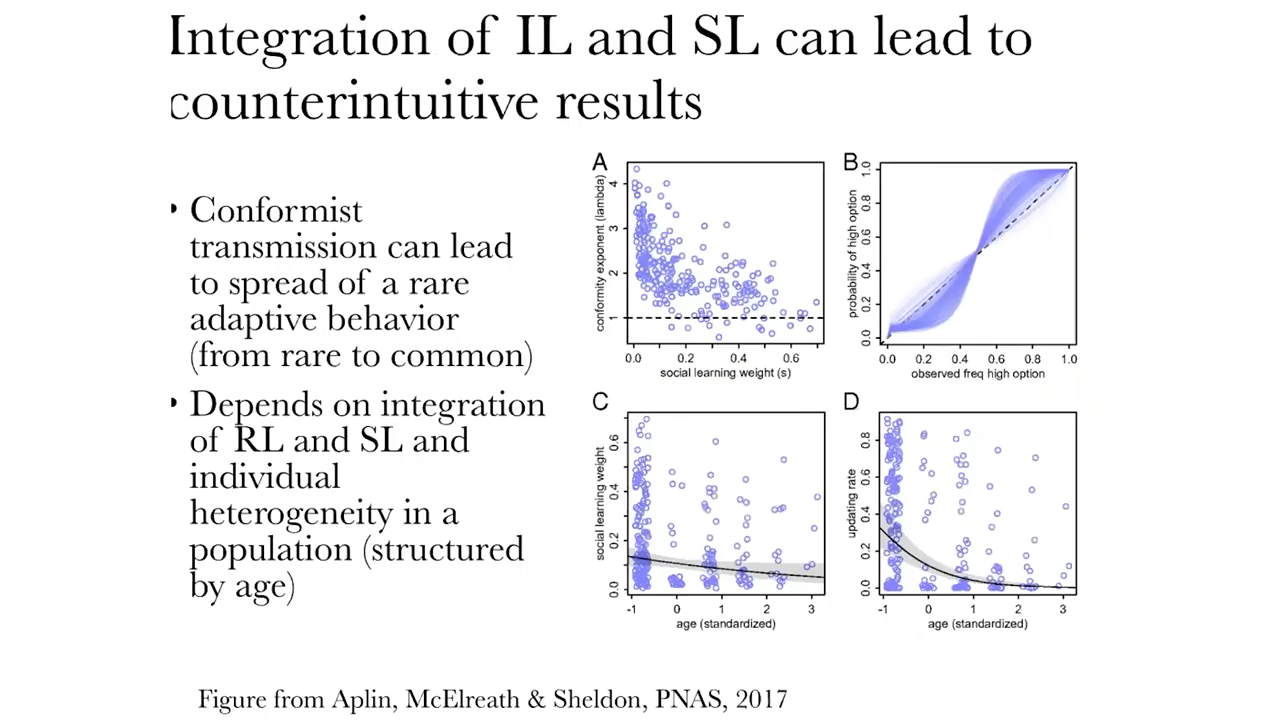 Integration of IL and SL can lead to
counterintuitive results
• Conformist
transmission can lead
to spread of a rare
adaptive behavior
(from rare to common)
• Depends on integration
of RL and SL and
individual
heterogeneity in a
population (structured
by age)
A
conformity exponent (lambda)
4
3
2
1
0.0 0.2 0.4 0.6
social learning weight (s)
B
probability of high option
1.0
0.8
0.6
0.4
0.2
0.0
0.0 0.2 0.4 0.6 0.8 1.0
observed freq high option
C
social learning weight
0.6
0.4
0.2
0.0
-1 0 1 2 3
age (standardized)
D
updating rate
0.8
0.6
0.4
0.2
0.0
-1 0 1 2 3
age (standardized)
Figure from Aplin, McElreath & Sheldon, PNAS, 2017